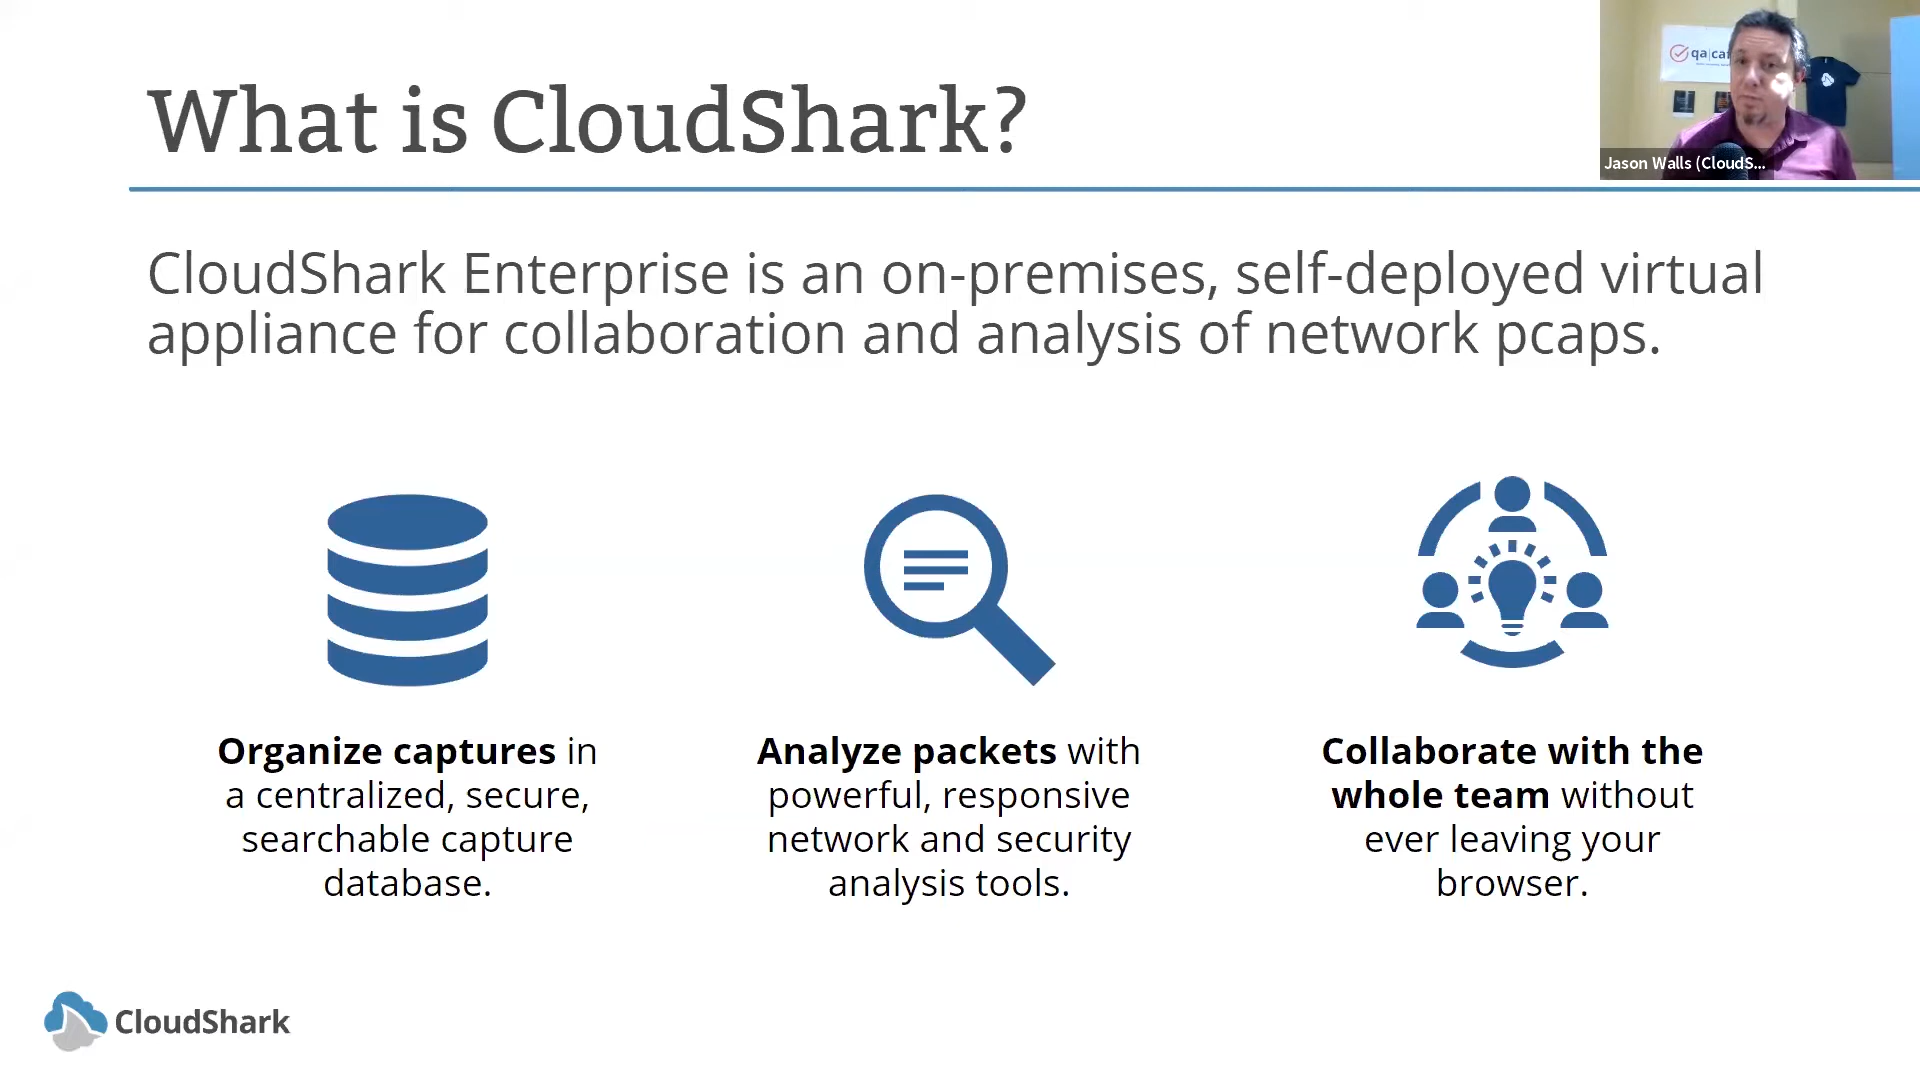 What is CloudShark?
qa|caf
Jason Walls (CloudS...
CloudShark Enterprise is an on-premises, self-deployed virtual
appliance for collaboration and analysis of network pcaps.
Organize captures in
a centralized, secure,
searchable capture
database.
Analyze packets with
powerful, responsive
network and security
analysis tools.
Collaborate with the
whole team without
ever leaving your
browser.
CloudShark